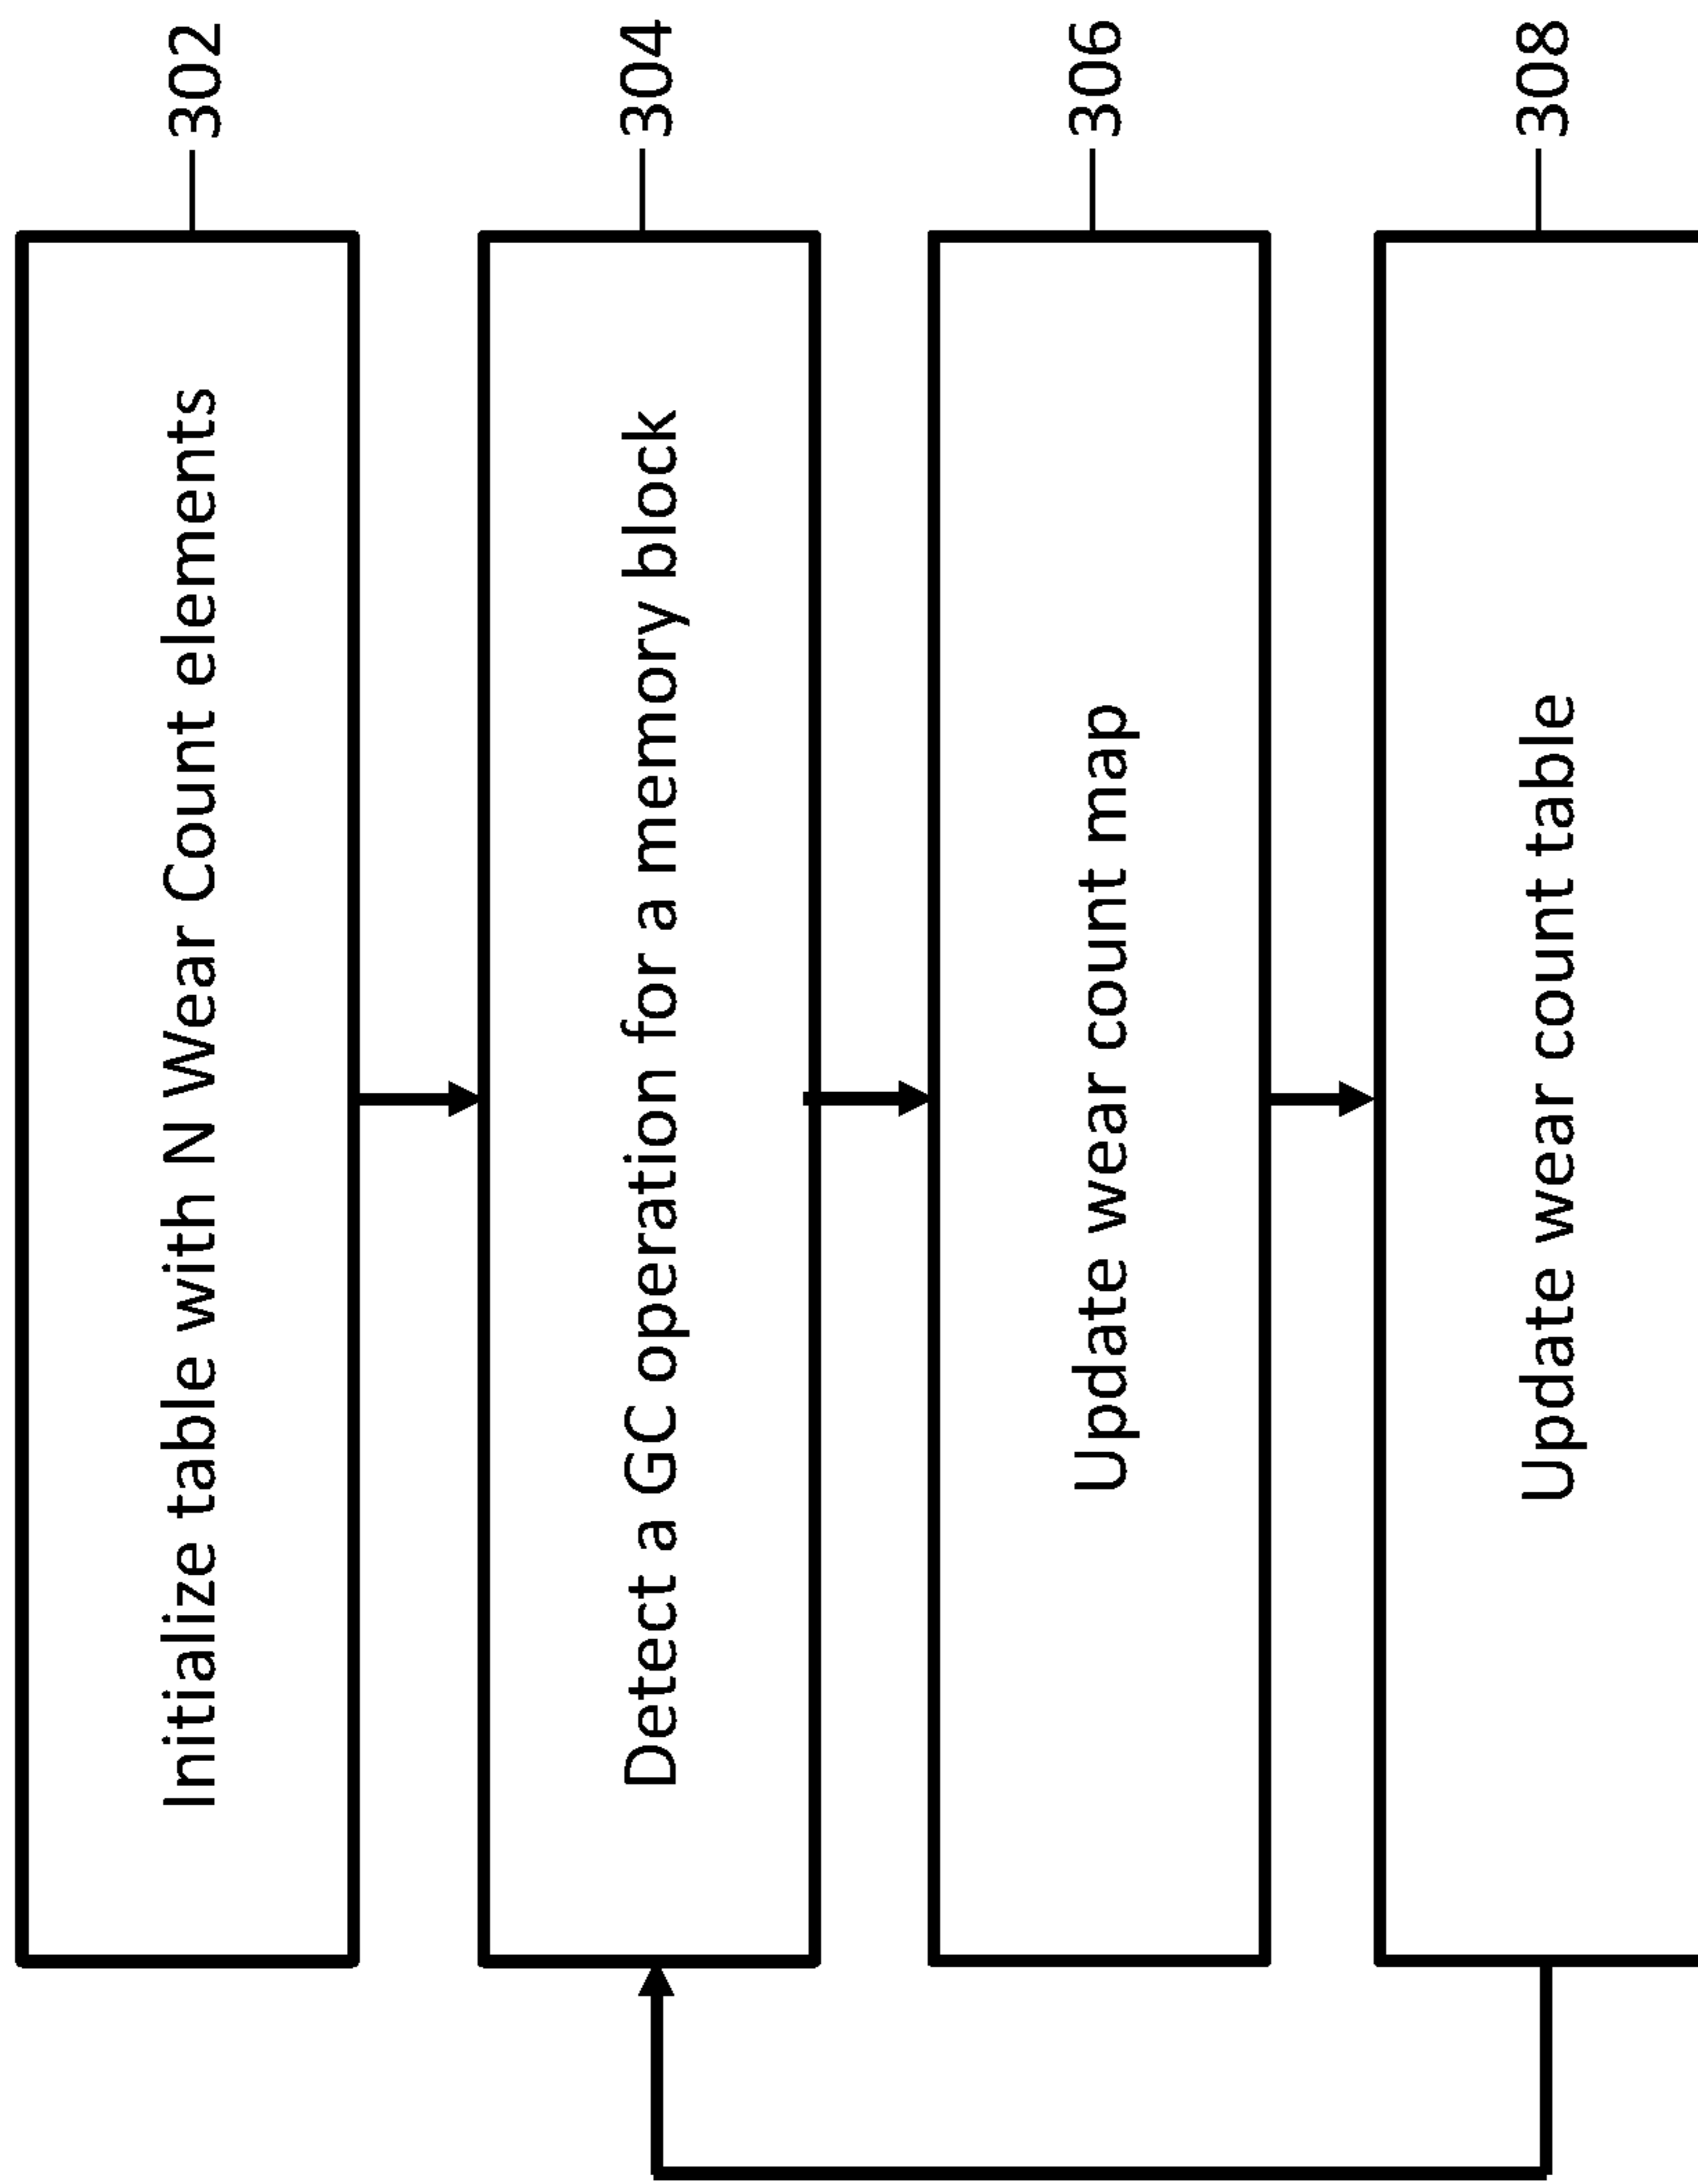 Initialize table with N Wear Count elements
302
Detect a GC operation for a memory block
304
Update wear count map
306
Update wear count table
308